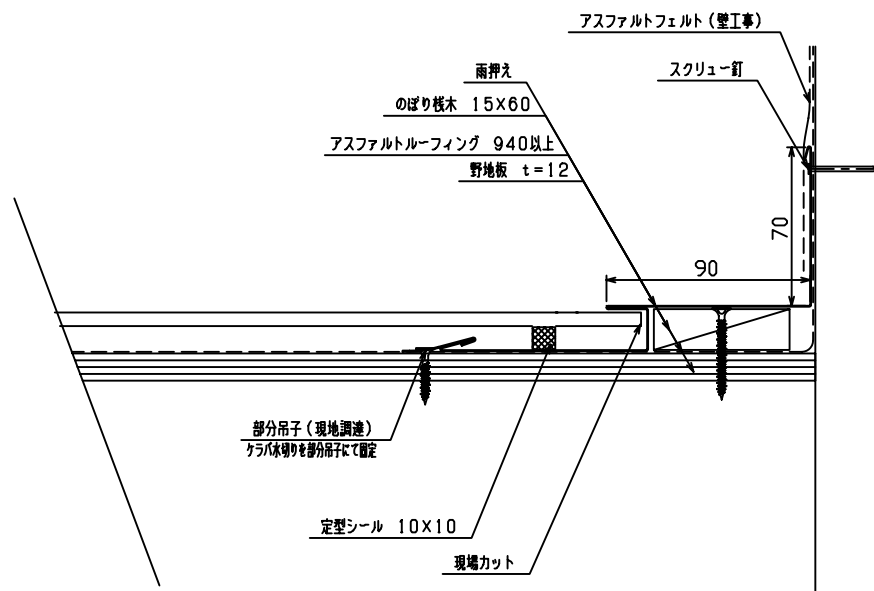 アスファルトフェルト（壁工事）
雨押え
スクリュー釘
のぼり桟木 15×60
アスファルトルーフィング 940以上
野地板 t=12
70
90
部分吊子（現地調達）
ケラバ水切りを部分吊子にて固定
定型シール 10×10
現場カット